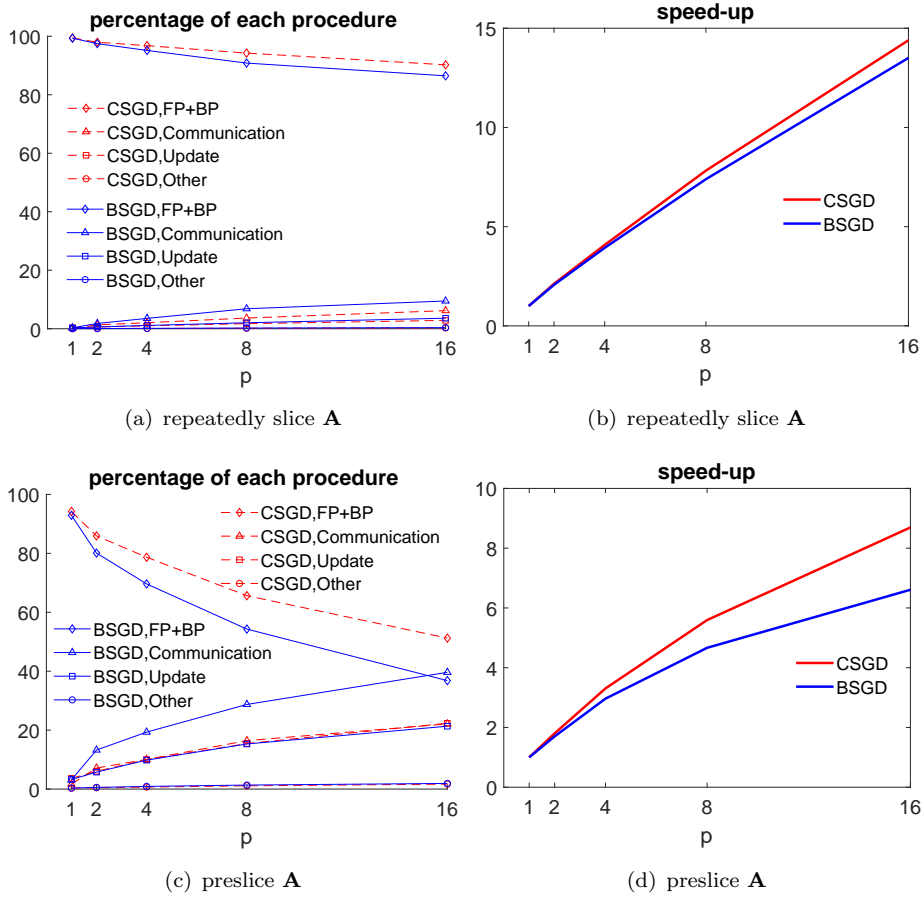 percentage of each procedure
100
80
60
40
20
0
CSGD,FP+BP
CSGD,Communication
CSGD,Update
CSGD,Other
BSGD,FP+BP
BSGD,Communication
BSGD,Update
BSGD,Other
1 2 4 8 16
p
(a) repeatedly slice A
speed-up
15
10
5
0
CSGD
BSGD
1 2 4 8 16
p
(b) repeatedly slice A
percentage of each procedure
100
80
60
40
20
0
CSGD,FP+BP
CSGD,Communication
CSGD,Update
CSGD,Other
BSGD,FP+BP
BSGD,Communication
BSGD,Update
BSGD,Other
1 2 4 8 16
p
(c) preslice A
speed-up
10
8
6
4
2
0
CSGD
BSGD
1 2 4 8 16
p
(d) preslice A